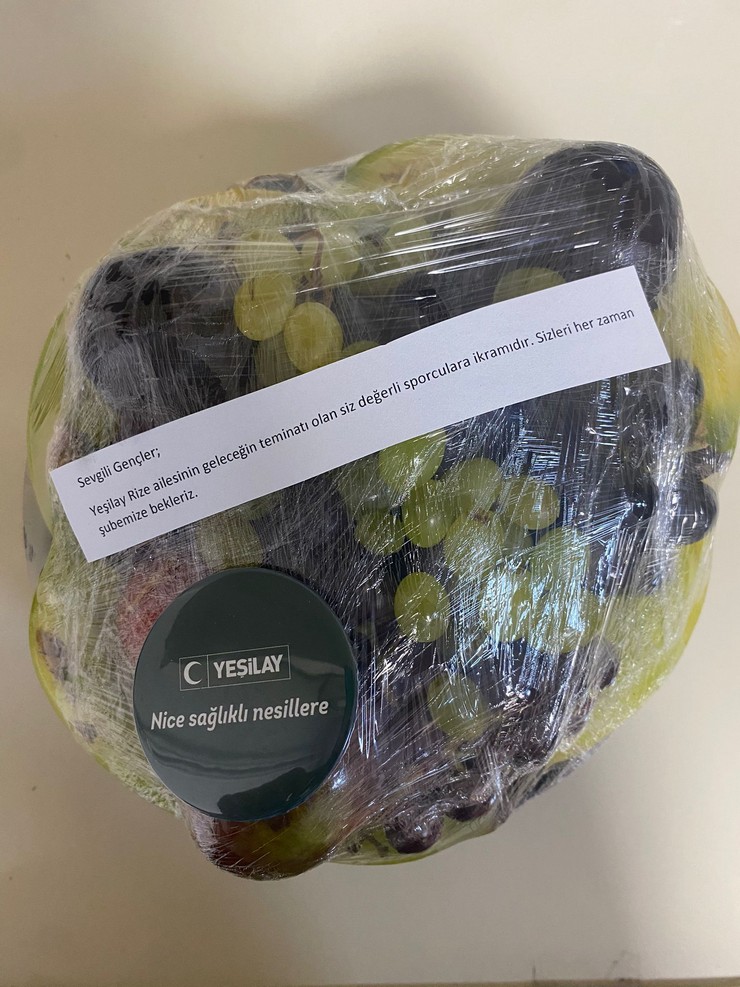 Sevgili Gençler;
Yeşilay Rize ailesinin geleceğin teminatı olan siz değerli sporculara ikramıdır. Sizleri her zaman
şubemize bekleriz.
YEŞİLAY
Nice sağlıklı nesillere